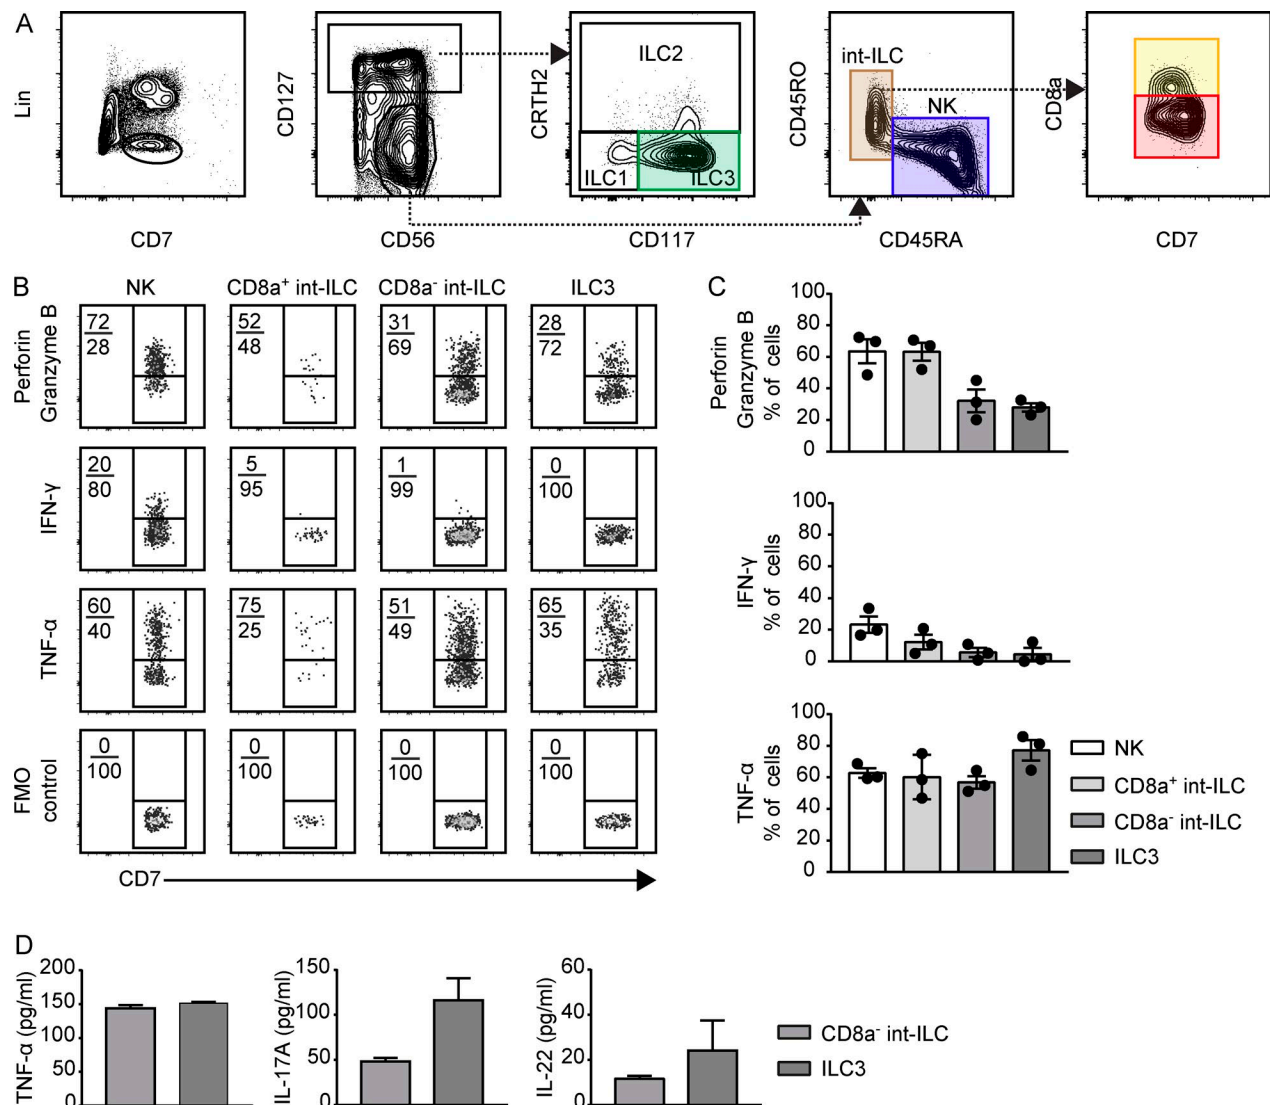 A
Lin
CD7
CD127
CD56
CRTH2
ILC2
ILC1
ILC3
CD117
CD45RO
int-ILC
NK
CD45RA
CD8a
CD7
B
NK
CD8a+ int-ILC
CD8a- int-ILC
ILC3
Perforin
Granzyme B
72
28
52
48
31
69
28
72
IFN-γ
20
80
5
95
1
99
0
100
TNF-α
60
40
75
25
51
49
65
35
FMO
control
0
100
0
100
0
100
0
100
CD7
C
Perforin
Granzyme B
% of cells
100
80
60
40
20
0
IFN-γ
% of cells
100
80
60
40
20
0
TNF-α
% of cells
100
80
60
40
20
0
NK
CD8a+ int-ILC
CD8a- int-ILC
ILC3
D
TNF-α (pg/ml)
200
150
100
50
0
IL-17A (pg/ml)
150
100
50
0
IL-22 (pg/ml)
60
40
20
0
CD8a- int-ILC
ILC3